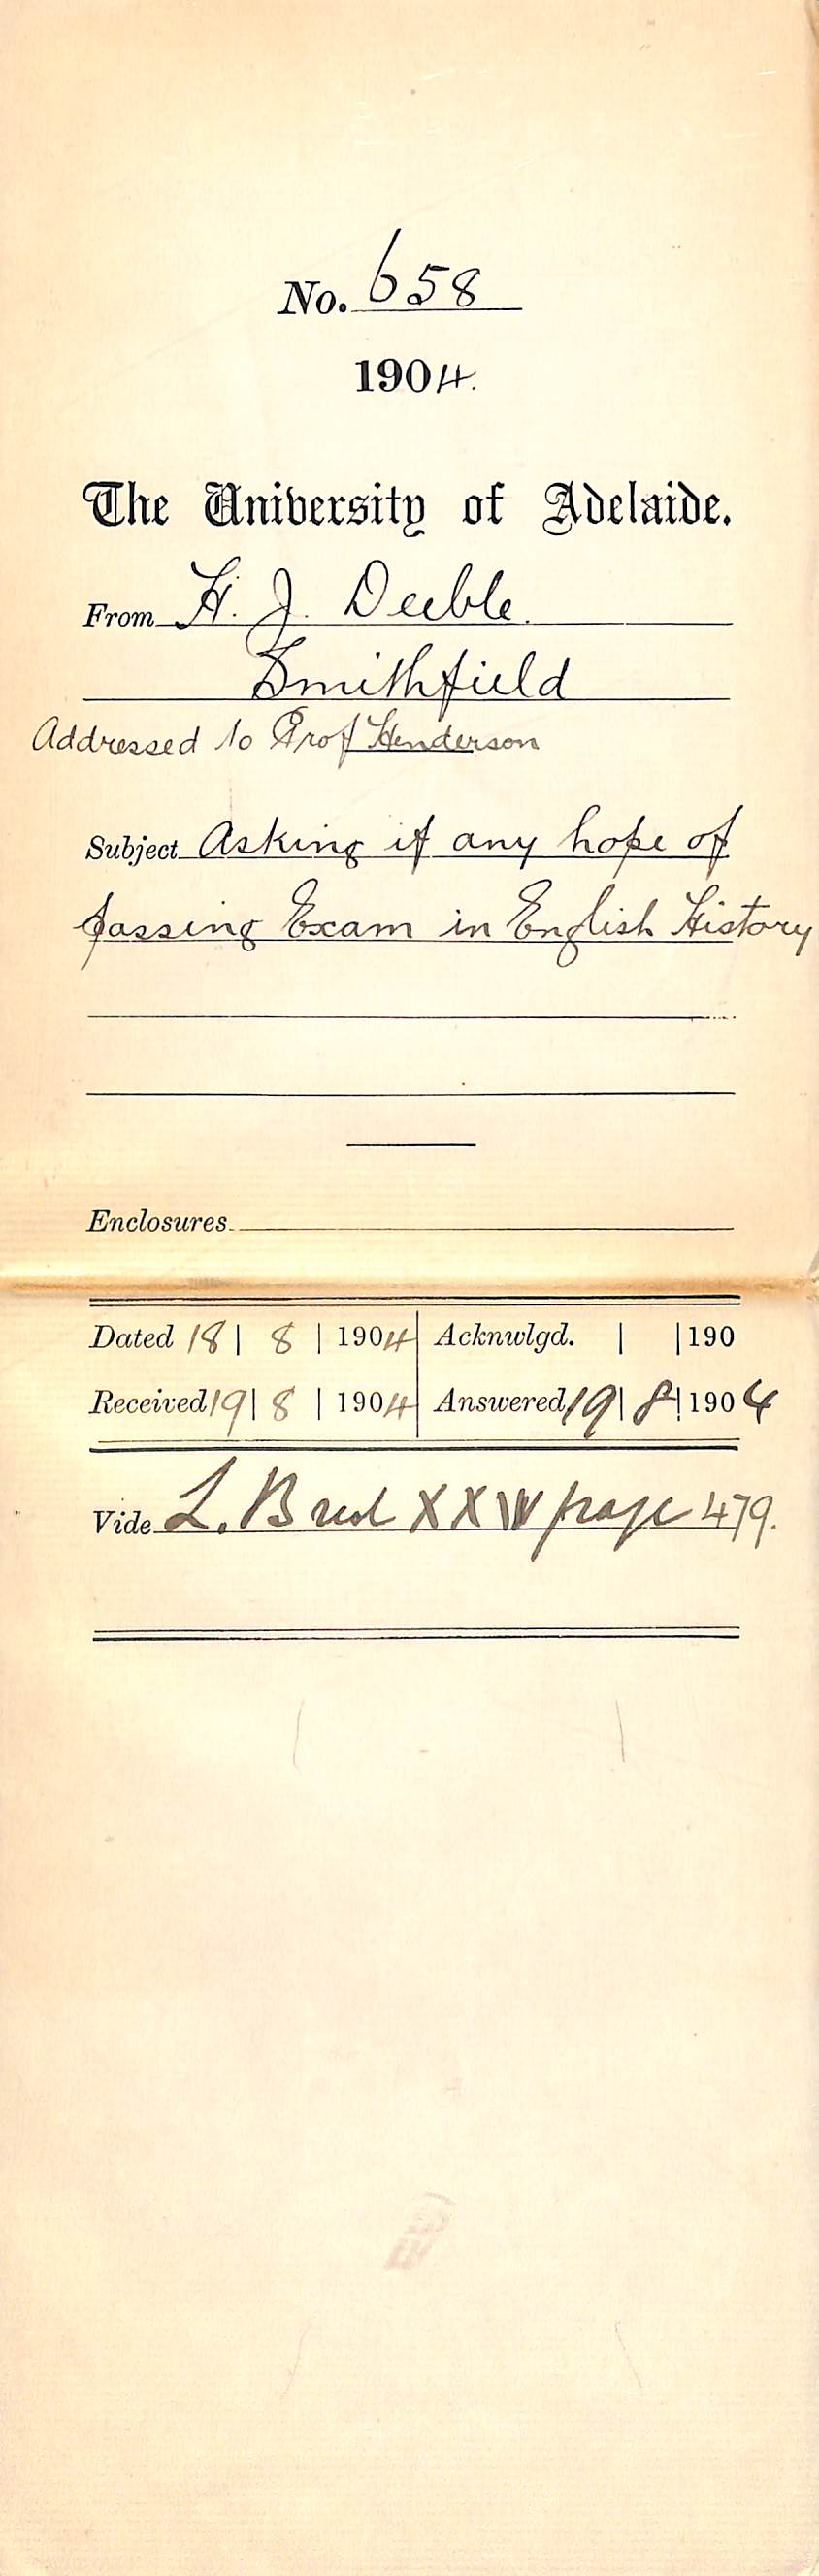 No. 658
1904.
The University of Adelaide.
From H. J. Deeble.
Smithfield
Addressed to Prof Henderson
Subject Asking if any hope of
passing Exam in English History
Enclosures
Dated 18 | 8 | 1904 Acknwlgd. | | 190
Received 19 | 8 | 1904 Answered 19 | 8 | 1904
Vide L. B red page 479.